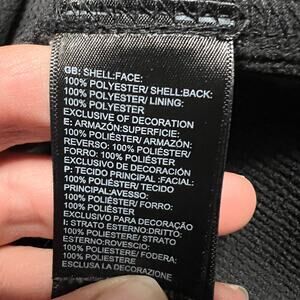 GB: SHELL:FACE:
100% POLYESTER/ SHELL:BACK:
100% POLYESTER/ LINING:
100% POLYESTER
EXCLUSIVE OF DECORATION
E: ARMAZÓN:SUPERFICIE:
100% POLIÉSTER/ ARMAZÓN:
REVERSO: 100% POLIÉSTER/
FORRO: 100% POLIÉSTER
EXCLUSIVO DE DECORACIÓN
P: TECIDO PRINCIPAL :FACIAL:
100% POLIÉSTER/ TECIDO
PRINCIPAL:AVESSO:
100% POLIÉSTER/ FORRO:
100% POLIÉSTER
EXCLUSIVO PARA DECORAÇÃO
I: STRATO ESTERNO:DRITTO:
100% POLIESTERE/ STRATO
ESTERNO:ROVESCIO:
100% POLIESTERE/ FODERA:
100% POLIESTERE
ESCLUSA LA DECORAZIONE